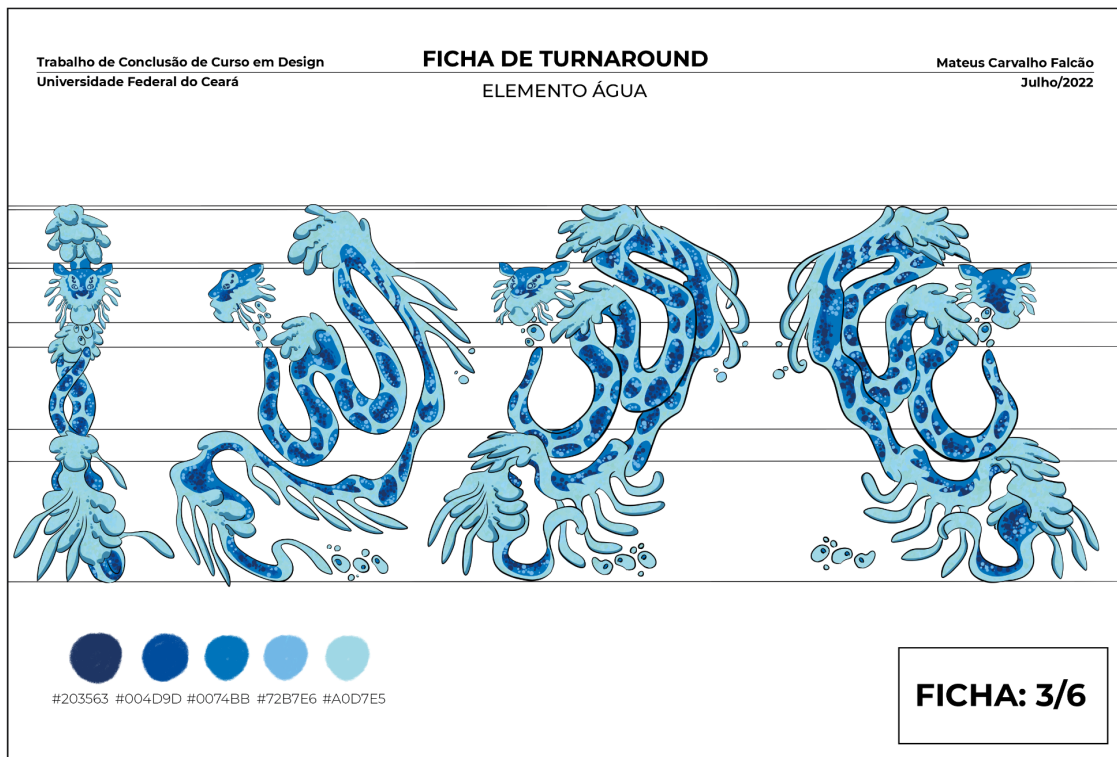 Trabalho de Conclusão de Curso em Design
Universidade Federal do Ceará
FICHA DE TURNAROUND
ELEMENTO ÁGUA
Mateus Carvalho Falcão
Julho/2022
#203563 #004D9D #0074BB #72B7E6 #A0D7E5
FICHA: 3/6